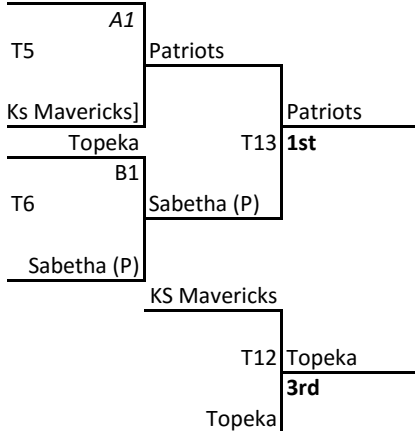 A1
T5
Patriots
Ks Mavericks]
Patriots
Topeka
T13 1st
B1
T6
Sabetha (P)
Sabetha (P)
KS Mavericks
T12 Topeka
3rd
Topeka